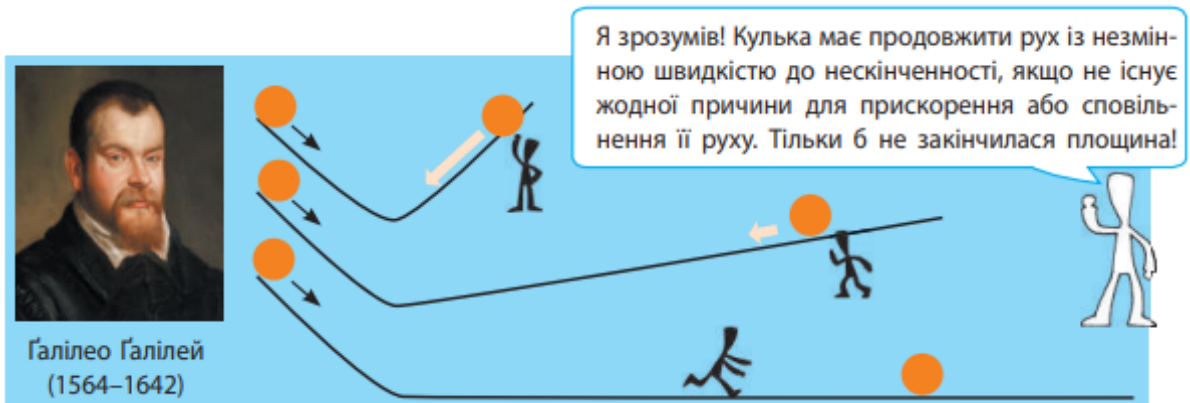 Я зрозумів! Кулька має продовжити рух із незмін-
ною швидкістю до нескінченності, якщо не існує
жодної причини для прискорення або сповіль-
нення її руху. Тільки б не закінчилася площина!
Ґалілео Ґалілей
(1564–1642)